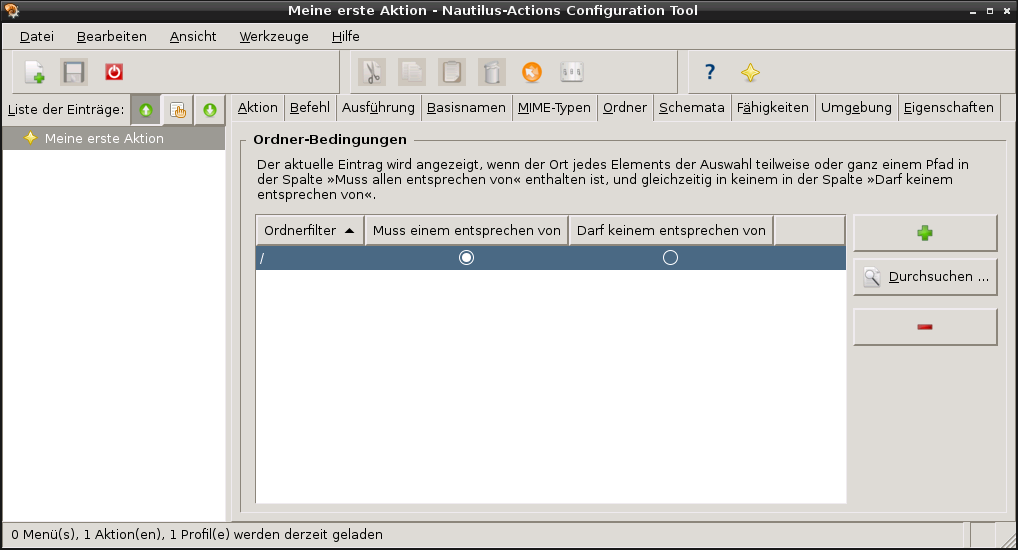 Meine erste Aktion - Nautilus-Actions Configuration Tool
Datei Bearbeiten Ansicht Werkzeuge Hilfe
Liste der Einträge:
Aktion Befehl Ausführung Basisnamen MIME-Typen Ordner Schemata Fähigkeiten Umgebung Eigenschaften
Meine erste Aktion
Ordner-Bedingungen
Der aktuelle Eintrag wird angezeigt, wenn der Ort jedes Elements der Auswahl teilweise oder ganz einem Pfad in
der Spalte »Muss allen entsprechen von« enthalten ist, und gleichzeitig in keinem in der Spalte »Darf keinem
entsprechen von«.
Ordnerfilter Muss einem entsprechen von Darf keinem entsprechen von
/
Durchsuchen ...
0 Menü(s), 1 Aktion(en), 1 Profil(e) werden derzeit geladen